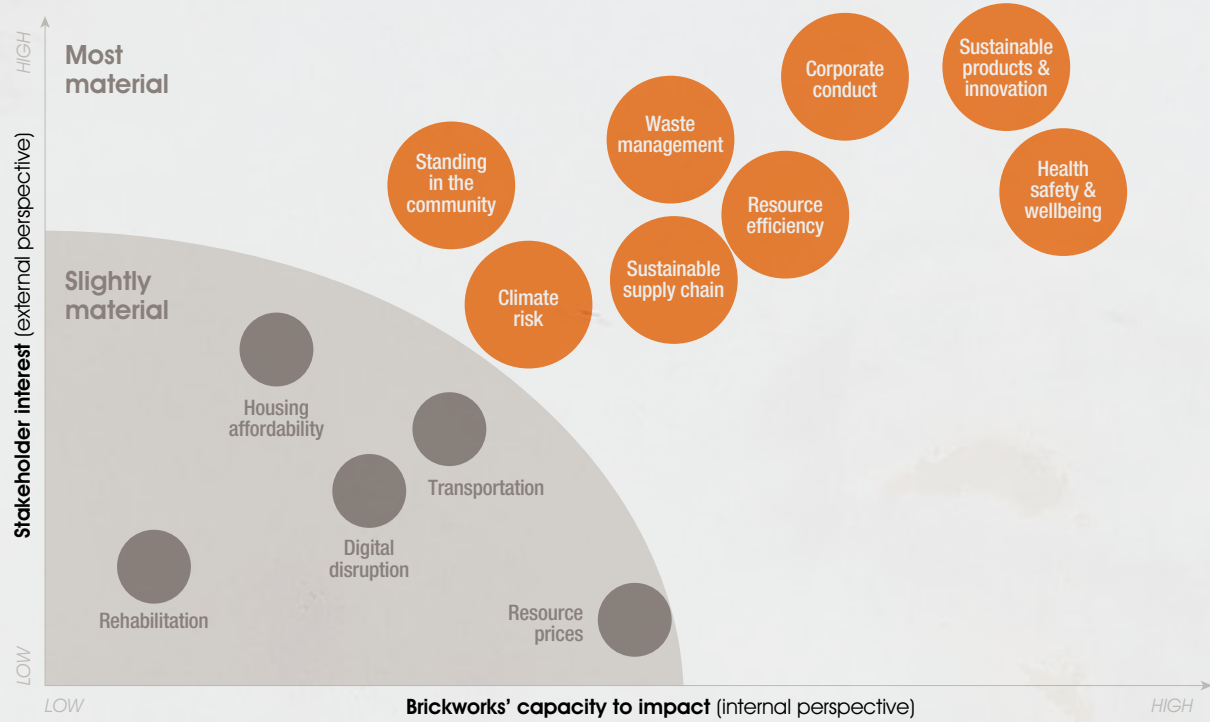 HIGH
Most
material
Corporate
conduct
Sustainable
products &
innovation
Waste
management
Standing
in the
community
Health
safety &
wellbeing
Resource
efficiency
Sustainable
supply chain
Climate
risk
Slightly
material
Stakeholder interest (external perspective)
Housing
affordability
Transportation
Digital
disruption
Rehabilitation
Resource
prices
LOW
LOW
Brickworks' capacity to impact (internal perspective)
HIGH